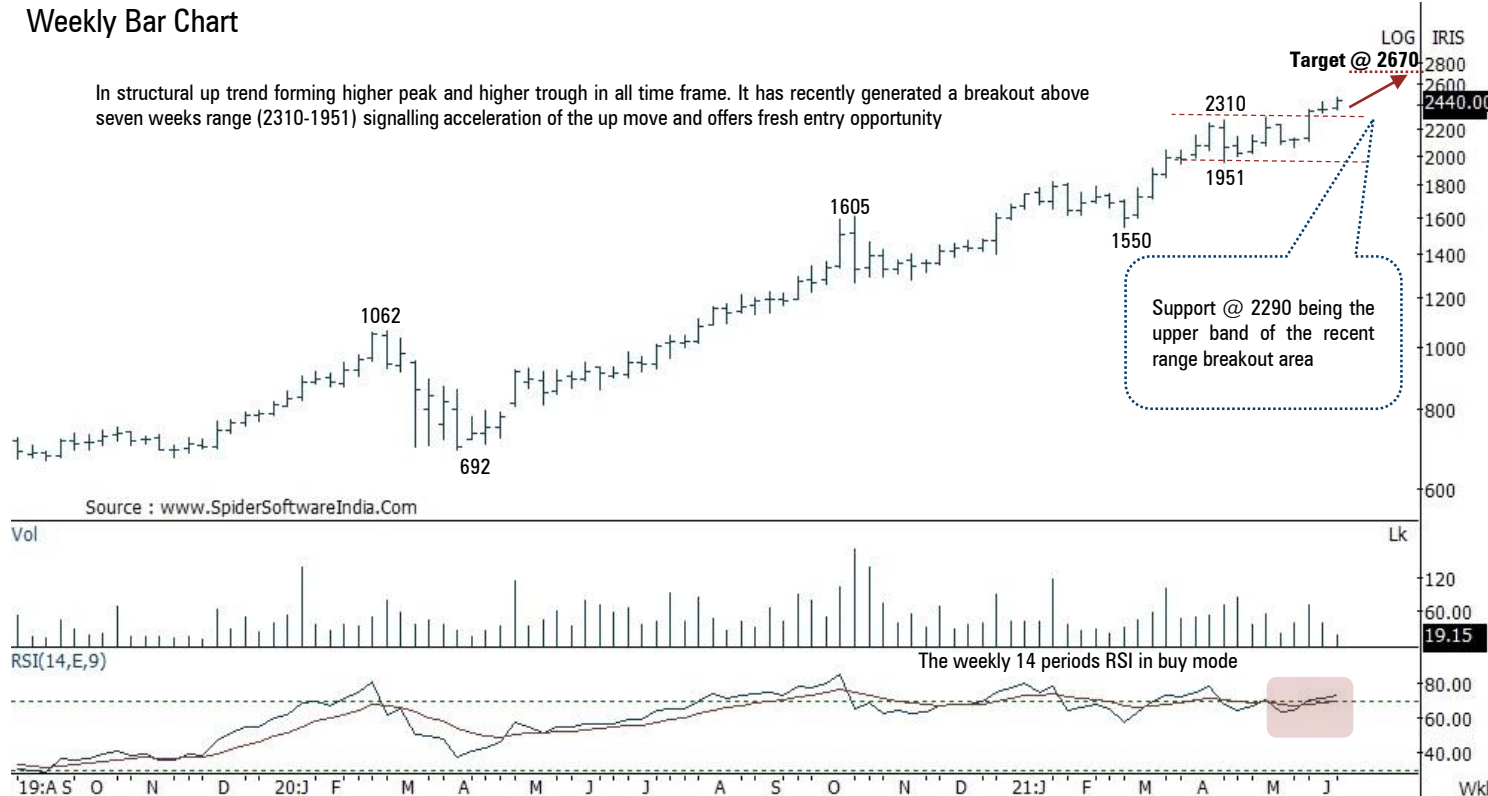 Weekly Bar Chart
LOG IRIS
Target @ 2670
In structural up trend forming higher peak and higher trough in all time frame. It has recently generated a breakout above
seven weeks range (2310-1951) signalling acceleration of the up move and offers fresh entry opportunity
2800
2600
2440.00
2310
2200
2000
1951
1800
1605
1600
1550
1400
Support @ 2290 being the
upper band of the recent
range breakout area
1200
1062
1000
800
692
600
Source : www.SpiderSoftwareIndia.Com
Vol
Lk
120
60.00
19.15
RSI(14,E,9)
The weekly 14 periods RSI in buy mode
80.00
60.00
40.00
19:A S O N D 20:J F M A M J J A S O N D 21:J F M A M J Wkl